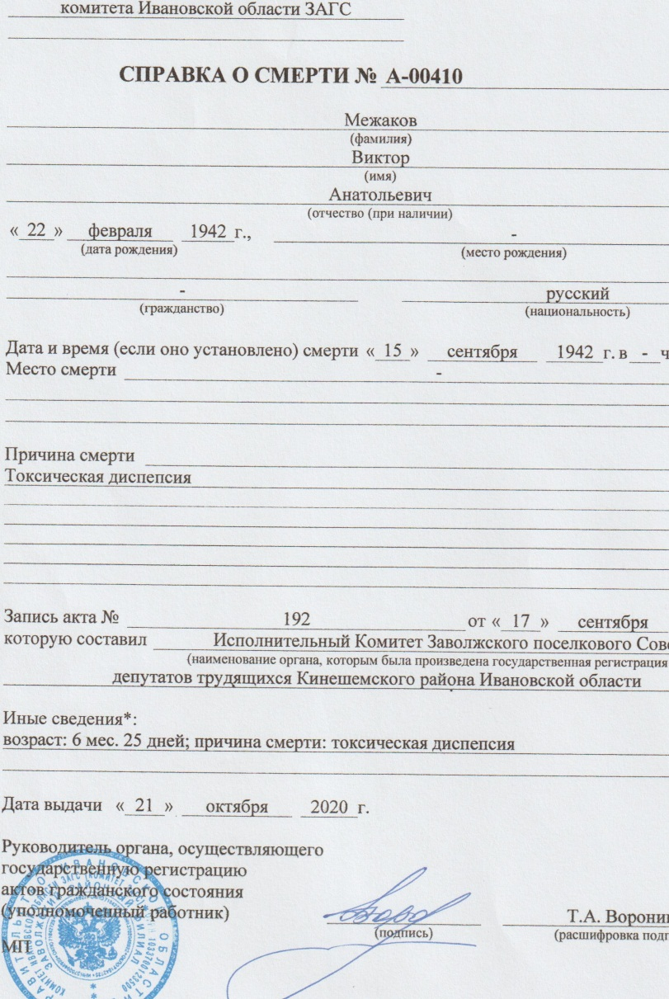 комитета Ивановской области ЗАГС
СПРАВКА О СМЕРТИ № А-00410
Межаков
(фамилия)
Виктор
(имя)
Анатольевич
(отчество (при наличии)
« 22 » февраля 1942 г., -
(дата рождения) (место рождения)
- русский
(гражданство) (национальность)
Дата и время (если оно установлено) смерти « 15 » сентября 1942 г. в - ч
Место смерти -
Причина смерти
Токсическая диспепсия
Запись акта № 192 от « 17 » сентября
которую составил Исполнительный Комитет Заволжского поселкового Сов
(наименование органа, которым была произведена государственная регистрация
депутатов трудящихся Кинешемского района Ивановской области
Иные сведения*:
возраст: 6 мес. 25 дней; причина смерти: токсическая диспепсия
Дата выдачи « 21 » октября 2020 г.
Руководитель органа, осуществляющего
государственную регистрацию
актов гражданского состояния
(уполномоченный работник)
Т.А. Ворони
(подпись) (расшифровка подп
МП